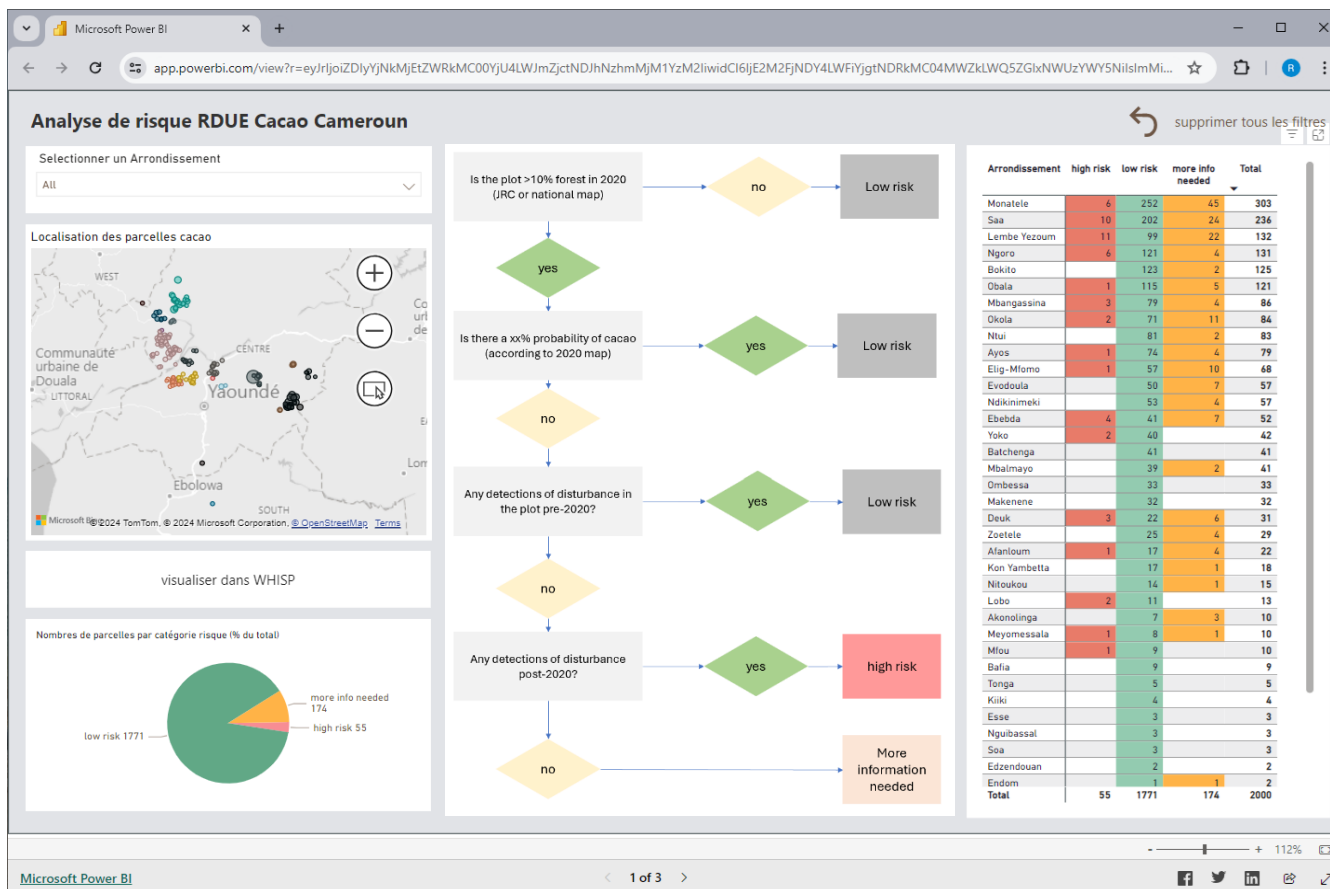 Microsoft Power BI
app.powerbi.com/view?r=eyJrIjoiZDIyYjNkMjEtZWRkMC00YjU4LWJmZjctNDJhNzhmMjM1YzM2IiwidCI6IjE2M2FjNDY4LWFiYjgtNDRkMC04MWZkLWQ5ZGIxNWUzYWY5NiIsImMi...
R
Analyse de risque RDUE Cacao Cameroun
supprimer tous les filtres
Selectionner un Arrondissement
All
Localisation des parcelles cacao
WEST
CENTRE
Communauté
urbaine de
Douala
LITTORAL
Yaoundé
Ebolowa
SOUTH
Lom
Co
urb
de
© 2024 TomTom, © 2024 Microsoft Corporation, © OpenStreetMap Terms
visualiser dans WHISP
Nombres de parcelles par catégorie risque (% du total)
more info needed
174
high risk 55
low risk 1771
Is the plot >10% forest in 2020
(JRC or national map)
no
Low risk
yes
Is there a xx% probability of cacao
(according to 2020 map)
yes
Low risk
no
Any detections of disturbance in
the plot pre-2020?
yes
Low risk
no
Any detections of disturbance
post-2020?
yes
high risk
no
More
information
needed
Arrondissement high risk low risk more info needed Total
Monatele 6 252 45 303
Saa 10 202 24 236
Lembe Yezoum 11 99 22 132
Ngoro 6 121 4 131
Bokito 123 2 125
Obala 1 115 5 121
Mbangassina 3 79 4 86
Okola 2 71 11 84
Ntui 81 2 83
Ayos 1 74 4 79
Elig-Mfomo 1 57 10 68
Evodoula 50 7 57
Ndikinimeki 53 4 57
Ebebda 4 41 7 52
Yoko 2 40 42
Batchenga 41 41
Mbalmayo 39 2 41
Ombessa 33 33
Makenene 32 32
Deuk 3 22 6 31
Zoetele 25 4 29
Afanloum 1 17 4 22
Kon Yambetta 17 1 18
Nitoukou 14 1 15
Lobo 2 11 13
Akonolinga 7 3 10
Meyomessala 1 8 1 10
Mfou 1 9 10
Bafia 9 9
Tonga 5 5
Kiiki 4 4
Esse 3 3
Nguibassal 3 3
Soa 3 3
Edzendouan 2 2
Endom 1 1 2
Total 55 1771 174 2000
- + 112%
Microsoft Power BI
1 of 3